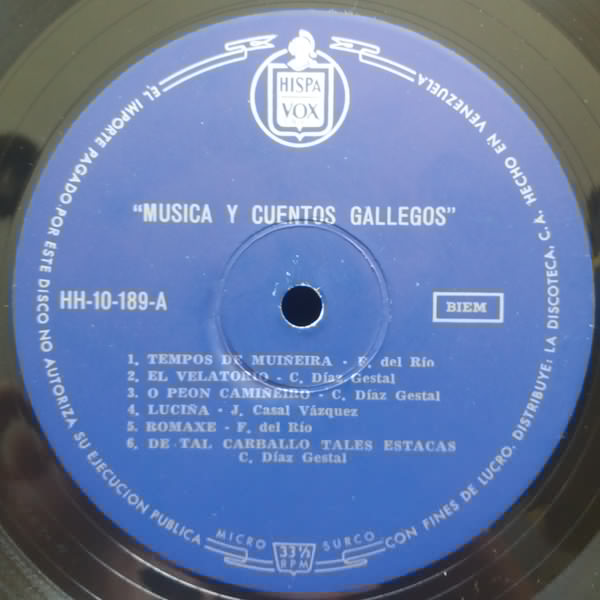 HISPA
VOX
"MUSICA Y CUENTOS GALLEGOS"
HH-10-189-A
BIEM
1. TEMPOS DE MUIÑEIRA - F. del Río
2. EL VELATORIO - C. Díaz Gestal
3. O PEON CAMIÑEIRO - C. Díaz Gestal
4. LUCIÑA - J. Casal Vázquez
5. ROMAXE - F. del Río
6. DE TAL CARBALLO TALES ESTACAS
C. Díaz Gestal
MICRO SURCO
33⅓
RPM
EL IMPORTE PAGADO POR ESTE DISCO NO AUTORIZA SU EJECUCION PUBLICA
CON FINES DE LUCRO. DISTRIBUYE: LA DISCOTECA, C. A. HECHO EN VENEZUELA